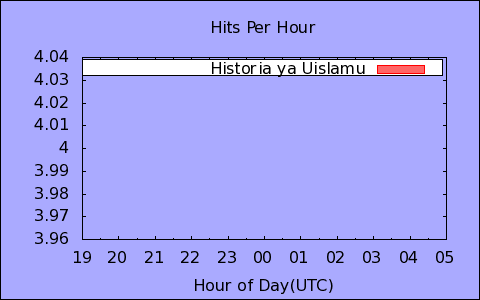 Hits Per Hour
Historia ya Uislamu
4.04
4.03
4.02
4.01
4
3.99
3.98
3.97
3.96
19 20 21 22 23 00 01 02 03 04 05
Hour of Day(UTC)